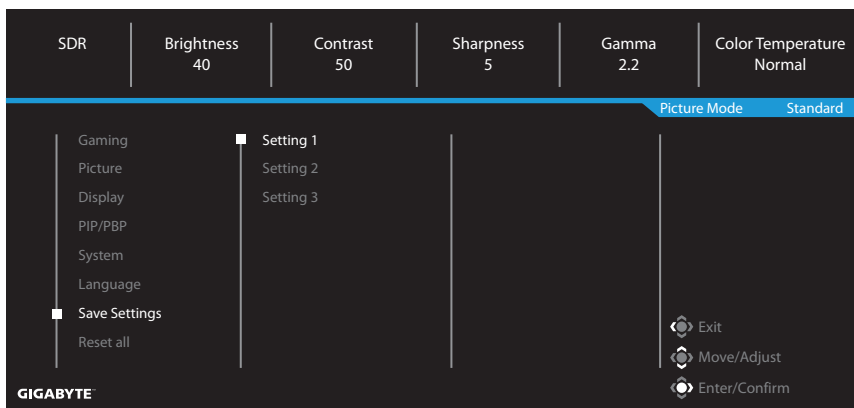 SDR Brightness Contrast Sharpness Gamma Color Temperature
40 50 5 2.2 Normal
Picture Mode Standard
Gaming Setting 1
Picture Setting 2
Display Setting 3
PIP/PBP
System
Language
Save Settings
Exit
Reset all
Move/Adjust
GIGABYTE™ Enter/Confirm